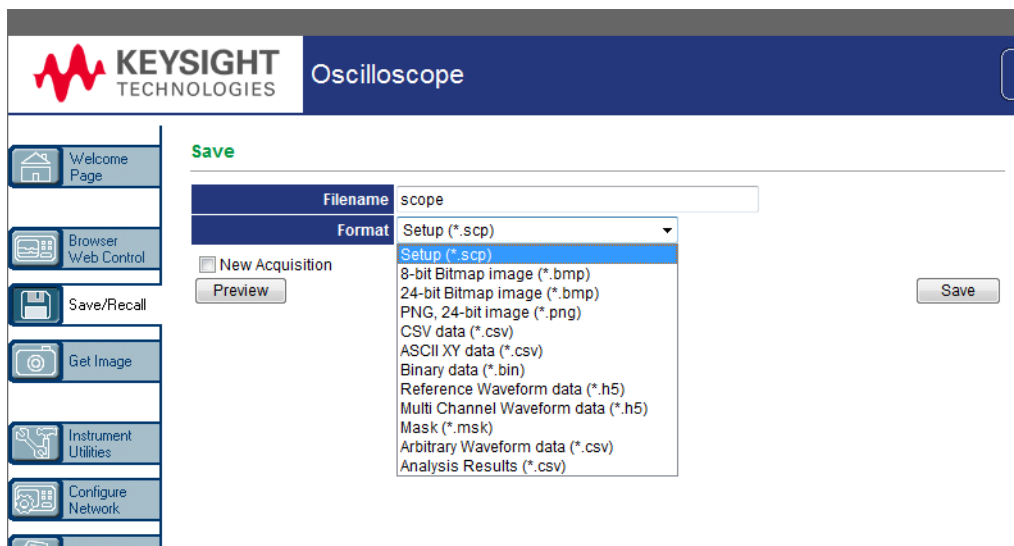 KEYSIGHT
TECHNOLOGIES
Oscilloscope
Welcome
Page
Browser
Web Control
Save/Recall
Get Image
Instrument
Utilities
Configure
Network
Save
Filename scope
Format Setup (*.scp)
Setup (*.scp)
8-bit Bitmap image (*.bmp)
24-bit Bitmap image (*.bmp)
PNG, 24-bit image (*.png)
CSV data (*.csv)
ASCII XY data (*.csv)
Binary data (*.bin)
Reference Waveform data (*.h5)
Multi Channel Waveform data (*.h5)
Mask (*.msk)
Arbitrary Waveform data (*.csv)
Analysis Results (*.csv)
New Acquisition
Preview
Save